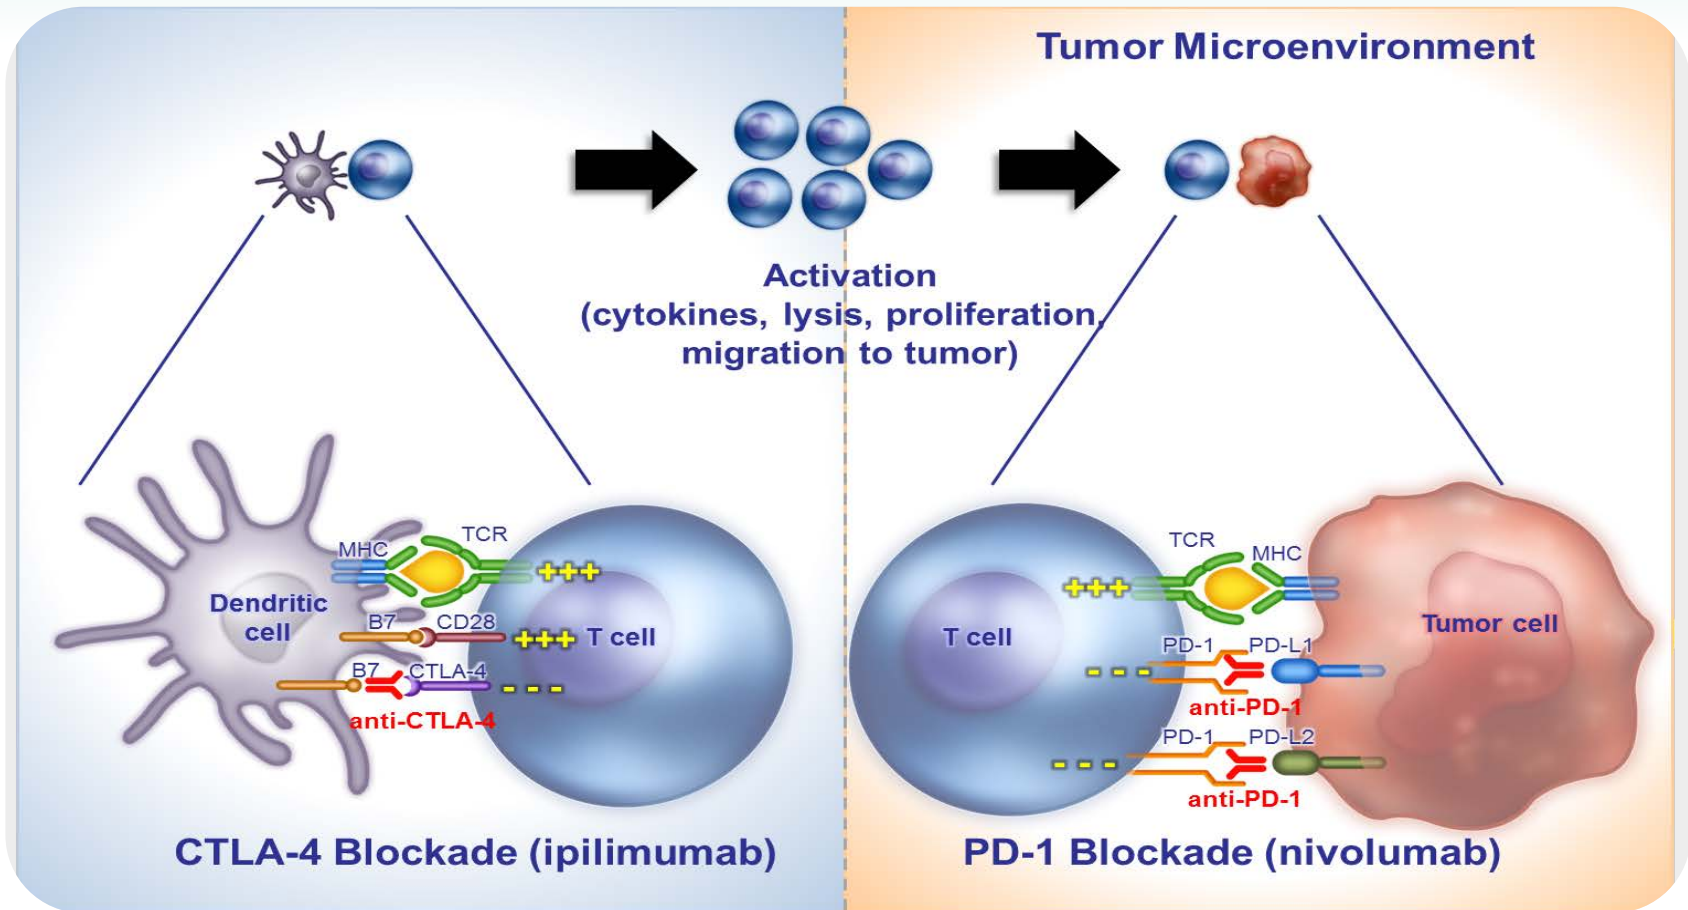 Tumor Microenvironment
Activation
(cytokines, lysis, proliferation,
migration to tumor)
MHC
TCR
+++
Dendritic
cell
B7
CD28
+++
T cell
B7
CTLA-4
- - -
anti-CTLA-4
CTLA-4 Blockade (ipilimumab)
TCR
MHC
+++
T cell
Tumor cell
PD-1
PD-L1
- - -
anti-PD-1
PD-1
PD-L2
- - -
anti-PD-1
PD-1 Blockade (nivolumab)